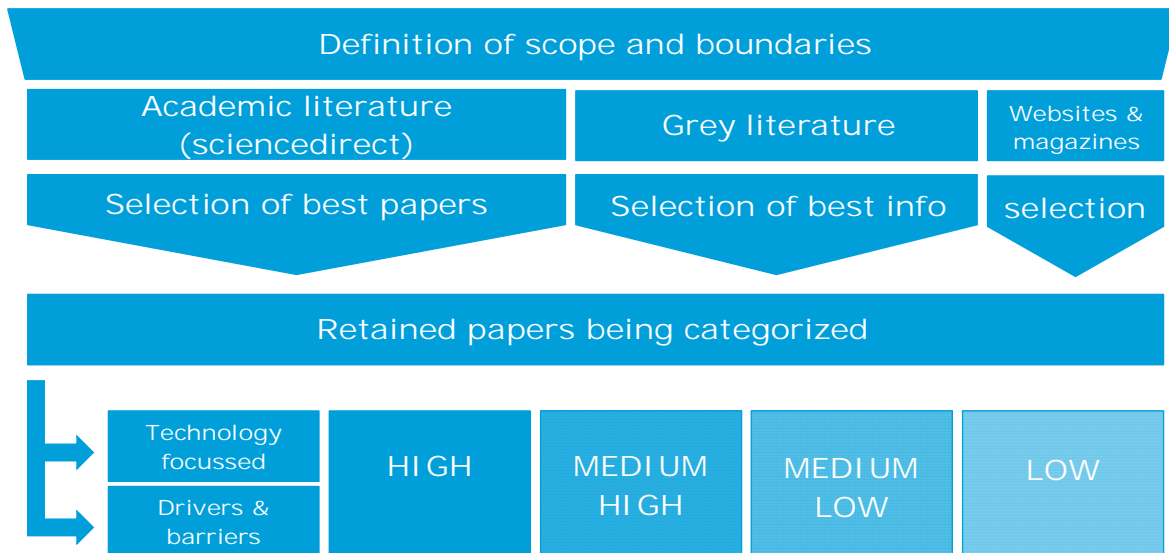 Definition of scope and boundaries
Academic literature
(sciencedirect)
Grey literature
Websites &
magazines
Selection of best papers
Selection of best info
selection
Retained papers being categorized
Technology
focussed
Drivers &
barriers
HIGH
MEDIUM
HIGH
MEDIUM
LOW
LOW